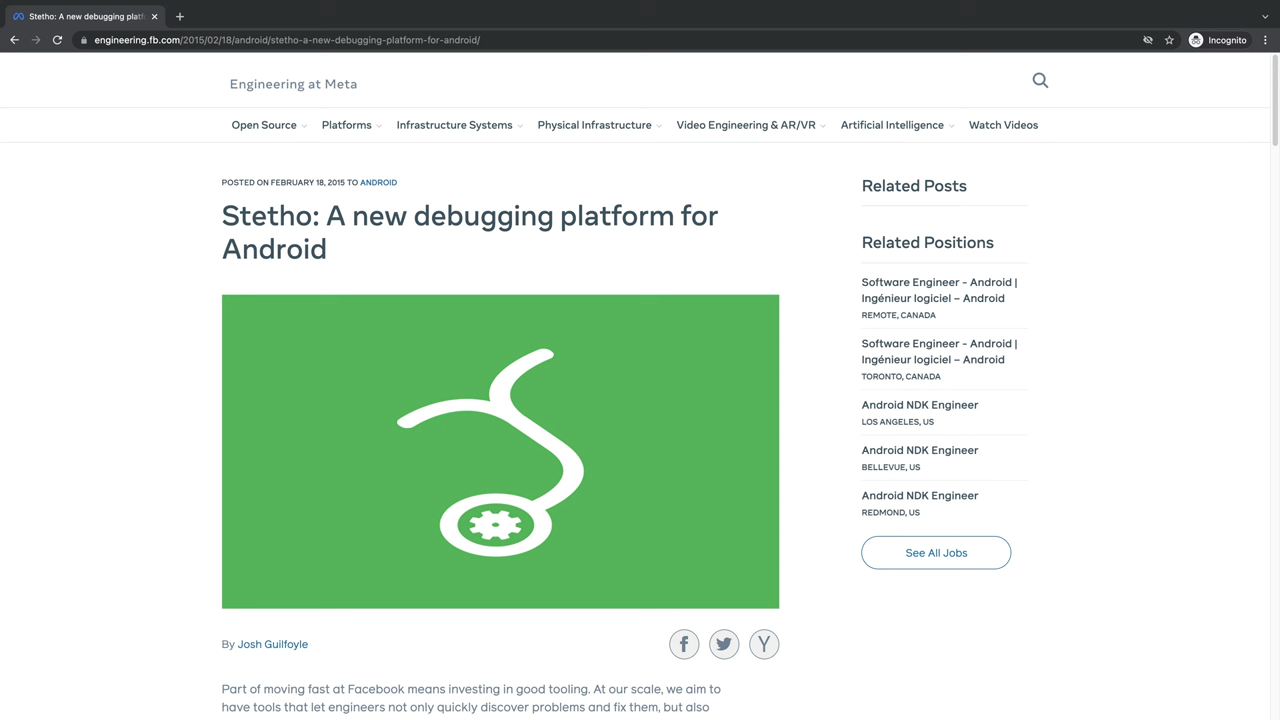 Stetho: A new debugging platf
engineering.fb.com/2015/02/18/android/stetho-a-new-debugging-platform-for-android/
Incognito
Engineering at Meta
Open Source Platforms Infrastructure Systems Physical Infrastructure Video Engineering & AR/VR Artificial Intelligence Watch Videos
POSTED ON FEBRUARY 18, 2015 TO ANDROID
Stetho: A new debugging platform for
Android
By Josh Guilfoyle
f Y
Part of moving fast at Facebook means investing in good tooling. At our scale, we aim to
have tools that let engineers not only quickly discover problems and fix them, but also
Related Posts
Related Positions
Software Engineer - Android |
Ingénieur logiciel – Android
REMOTE, CANADA
Software Engineer - Android |
Ingénieur logiciel – Android
TORONTO, CANADA
Android NDK Engineer
LOS ANGELES, US
Android NDK Engineer
BELLEVUE, US
Android NDK Engineer
REDMOND, US
See All Jobs